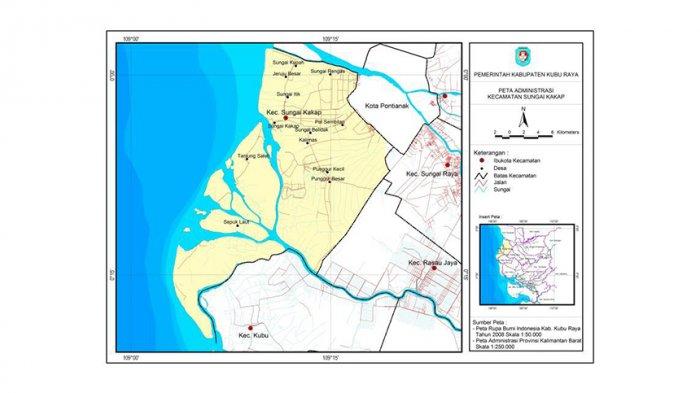 109°00'
109°15'
0°00'
0°00'
Sungai Kupah
Jeruju Besar
Sungai Rengas
Sungai Itik
Kota Pontianak
Kec. Sungai Kakap
Pal Sembilan
Sungai Kakap
Sungai Belidak
Kalimas
Tanjung Saleh
Punggur Kecil
Punggur Besar
Kec. Sungai Raya
Sepuk Laut
Kec. Rasau Jaya
0°15'
0°15'
Kec. Kubu
109°00'
109°15'
PEMERINTAH KABUPATEN KUBU RAYA
PETA ADMINISTRASI
KECAMATAN SUNGAI KAKAP
N
2 0 2 4 6 Kilometers
Keterangan :
Ibukota Kecamatan
Desa
Batas Kecamatan
Jalan
Sungai
Insert Peta :
Sumber Peta :
- Peta Rupa Bumi Indonesia Kab. Kubu Raya
Tahun 2008 Skala 1:50.000
- Peta Administrasi Provinsi Kalimantan Barat
Skala 1:250.000